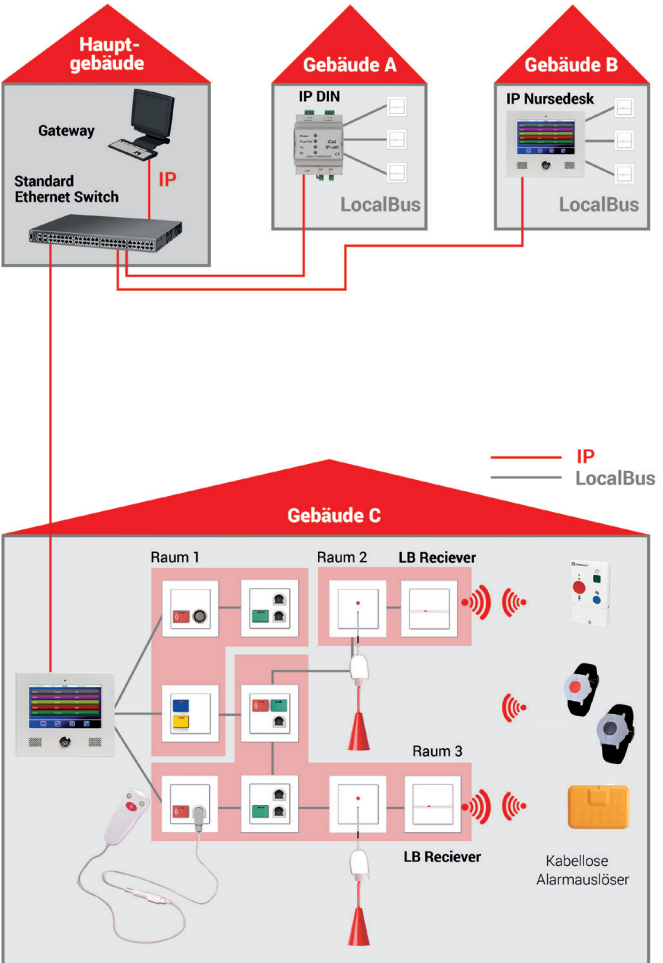 Haupt-
gebäude
Gebäude A
Gebäude B
IP DIN
IP Nursedesk
Gateway
IP
Standard
Ethernet Switch
LocalBus
LocalBus
IP
LocalBus
Gebäude C
Raum 1
Raum 2
LB Reciever
Raum 3
LB Reciever
Kabellose
Alarmauslöser